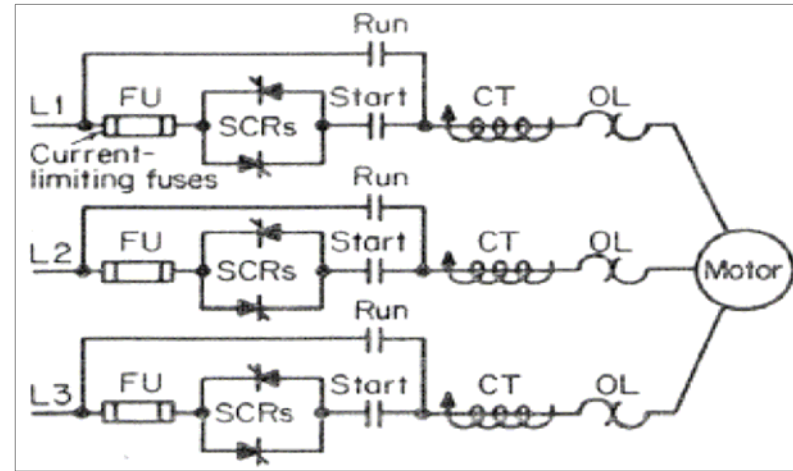 Run
L1 FU SCRs Start CT OL
Current-
limiting fuses
Run
L2 FU SCRs Start CT OL
Motor
Run
L3 FU SCRs Start CT OL